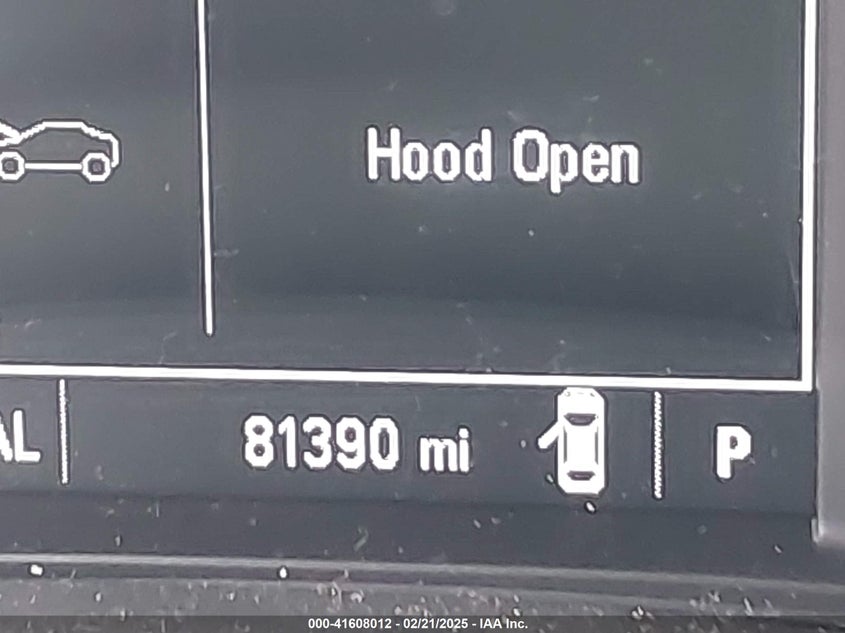 Hood Open
AL
81390 mi
P
000-41608012 - 02/21/2025 - IAA Inc.